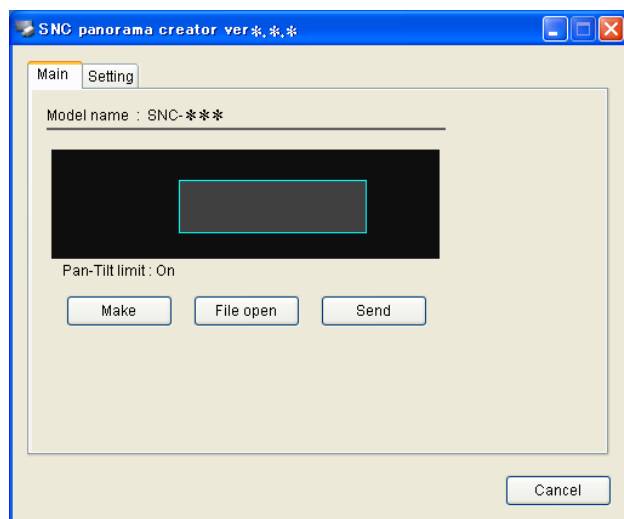 SNC panorama creator ver*.*.*
Main Setting
Model name : SNC-***
Pan-Tilt limit : On
Make File open Send
Cancel